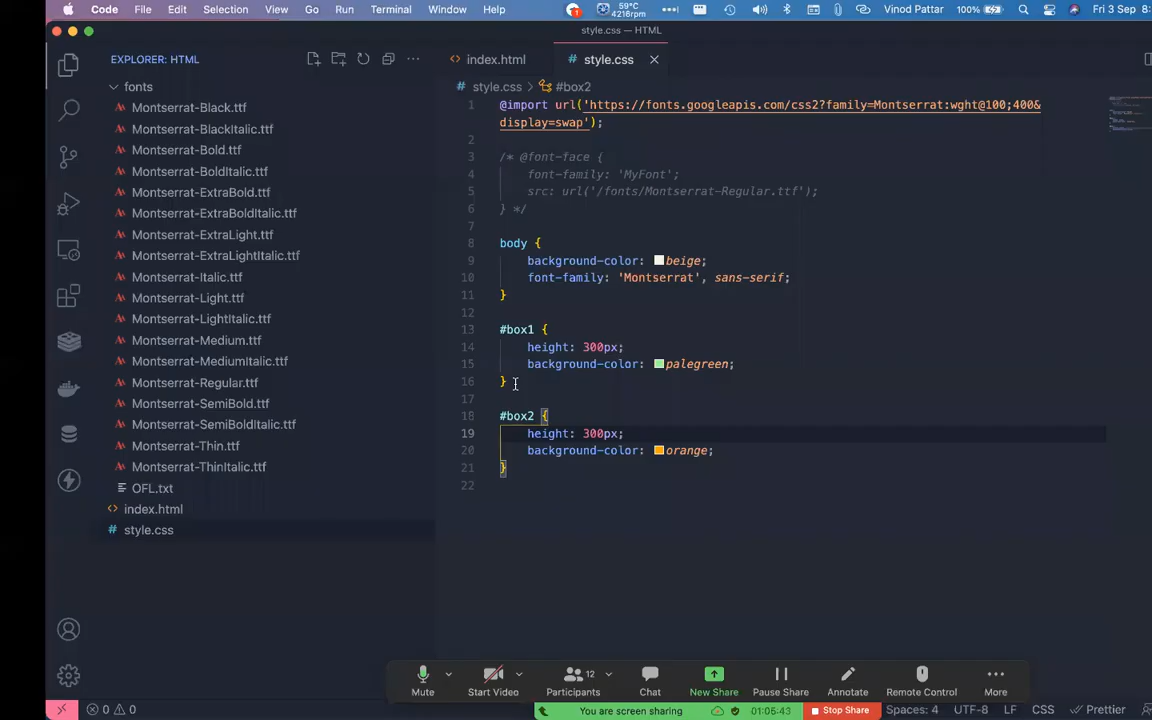 Code File Edit Selection View Go Run Terminal Window Help 59°C 4216rpm Vinod Pattar 100% Fri 3 Sep 8:
style.css — HTML
EXPLORER: HTML
index.html style.css
fonts
Montserrat-Black.ttf
Montserrat-BlackItalic.ttf
Montserrat-Bold.ttf
Montserrat-BoldItalic.ttf
Montserrat-ExtraBold.ttf
Montserrat-ExtraBoldItalic.ttf
Montserrat-ExtraLight.ttf
Montserrat-ExtraLightItalic.ttf
Montserrat-Italic.ttf
Montserrat-Light.ttf
Montserrat-LightItalic.ttf
Montserrat-Medium.ttf
Montserrat-MediumItalic.ttf
Montserrat-Regular.ttf
Montserrat-SemiBold.ttf
Montserrat-SemiBoldItalic.ttf
Montserrat-Thin.ttf
Montserrat-ThinItalic.ttf
OFL.txt
index.html
style.css
style.css > #box2
1 @import url('https://fonts.googleapis.com/css2?family=Montserrat:wght@100;400&
display=swap');
2
3 /* @font-face {
4 font-family: 'MyFont';
5 src: url('/fonts/Montserrat-Regular.ttf');
6 } */
7
8 body {
9 background-color: beige;
10 font-family: 'Montserrat', sans-serif;
11 }
12
13 #box1 {
14 height: 300px;
15 background-color: palegreen;
16 }
17
18 #box2 {
19 height: 300px;
20 background-color: orange;
21 }
22
Mute Start Video 12 Participants Chat New Share Pause Share Annotate Remote Control More
You are screen sharing 01:05:43 Stop Share
0 0 Spaces: 4 UTF-8 LF CSS Prettier